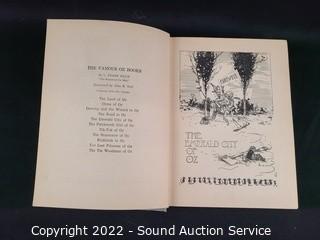 THE FAMOUS OZ BOOKS
By L. FRANK BAUM
Illustrated by John R. Neill
The Land of Oz
Ozma of Oz
Dorothy and the Wizard in Oz
The Road to Oz
The Emerald City of Oz
The Patchwork Girl of Oz
Tik-Tok of Oz
The Scarecrow of Oz
Rinkitink in Oz
The Lost Princess of Oz
The Tin Woodman of Oz
THE
EMERALD CITY
OF
OZ
Copyright 2022 - Sound Auction Service